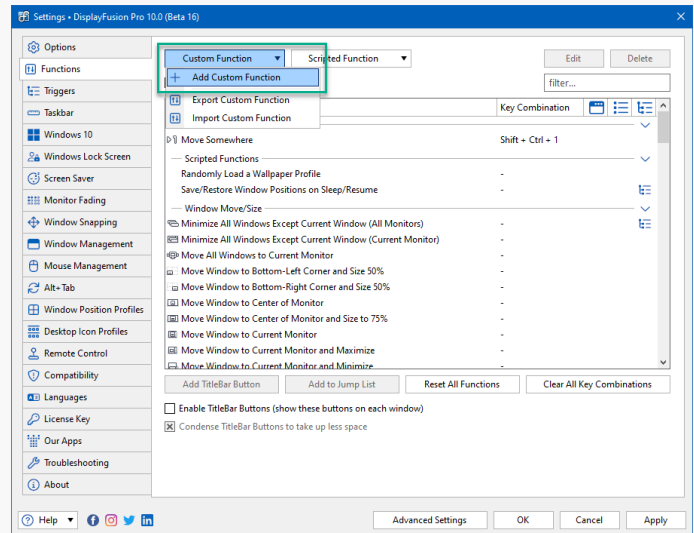 Settings • DisplayFusion Pro 10.0 (Beta 16)
Options
Functions
Triggers
Taskbar
Windows 10
Windows Lock Screen
Screen Saver
Monitor Fading
Window Snapping
Window Management
Mouse Management
Alt+Tab
Window Position Profiles
Desktop Icon Profiles
Remote Control
Compatibility
Languages
License Key
Our Apps
Troubleshooting
About
Custom Function
Scripted Function
Edit
Delete
Add Custom Function
filter...
Export Custom Function
Import Custom Function
Key Combination
Move Somewhere
Shift + Ctrl + 1
Scripted Functions
Randomly Load a Wallpaper Profile -
Save/Restore Window Positions on Sleep/Resume -
Window Move/Size
Minimize All Windows Except Current Window (All Monitors) -
Minimize All Windows Except Current Window (Current Monitor) -
Move All Windows to Current Monitor -
Move Window to Bottom-Left Corner and Size 50% -
Move Window to Bottom-Right Corner and Size 50% -
Move Window to Center of Monitor -
Move Window to Center of Monitor and Size to 75% -
Move Window to Current Monitor -
Move Window to Current Monitor and Maximize -
Move Window to Current Monitor and Minimize -
Add TitleBar Button
Add to Jump List
Reset All Functions
Clear All Key Combinations
Enable TitleBar Buttons (show these buttons on each window)
Condense TitleBar Buttons to take up less space
Help
Advanced Settings
OK
Cancel
Apply